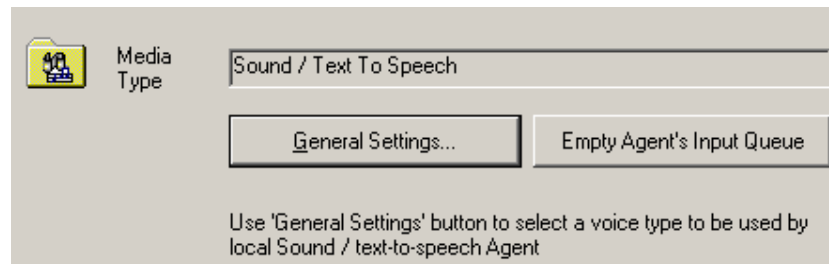 Media
Type
Sound / Text To Speech
General Settings...
Empty Agent's Input Queue
Use 'General Settings' button to select a voice type to be used by
local Sound / text-to-speech Agent